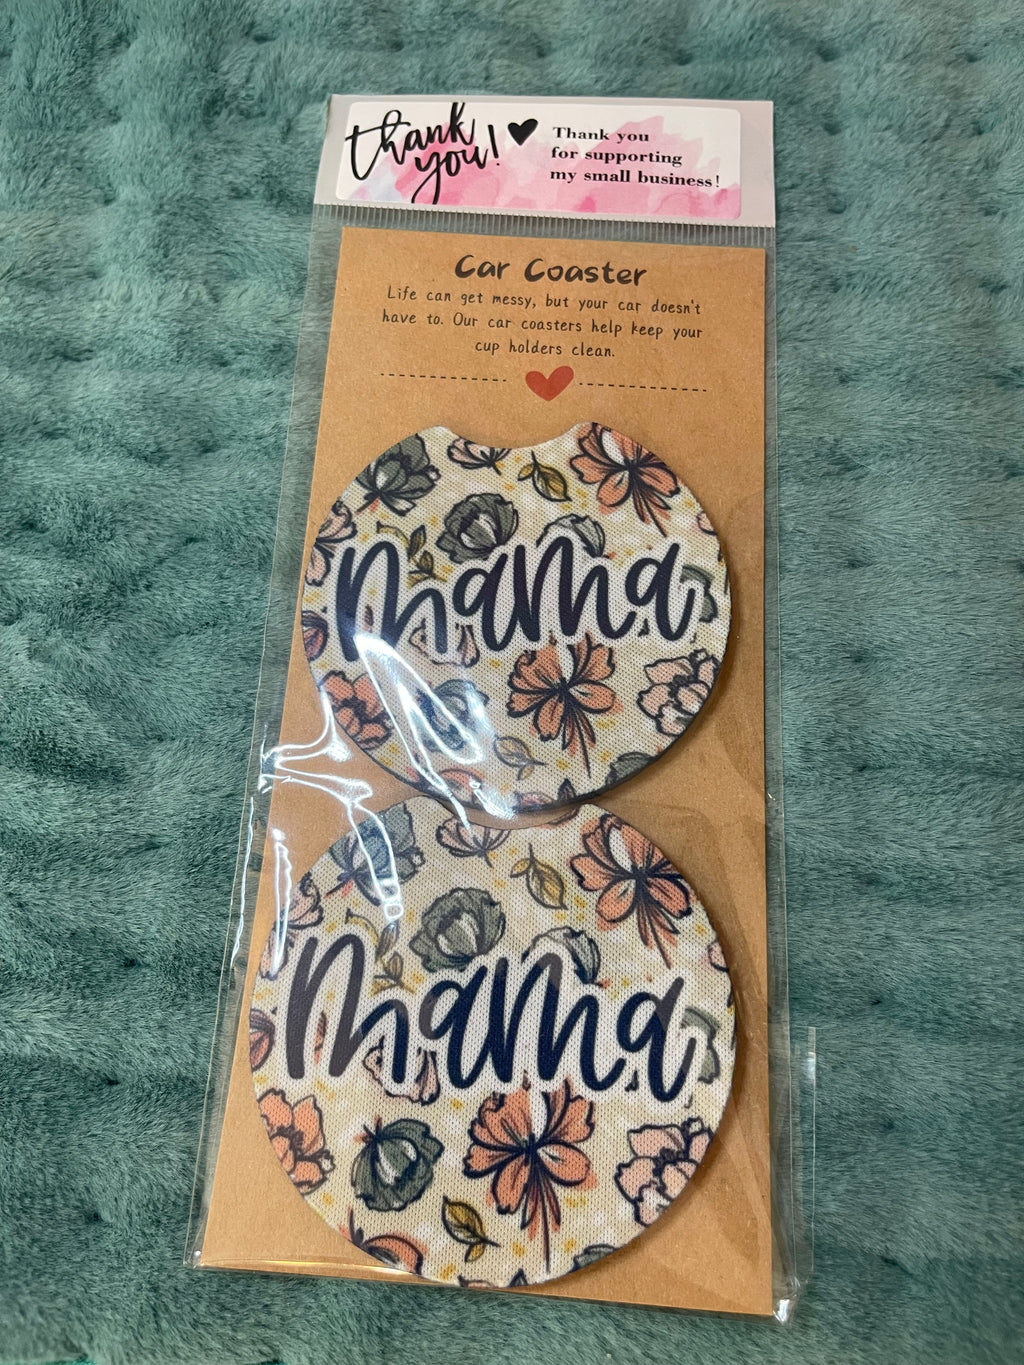 thank you!
Thank you
for supporting
my small business!
Car Coaster
Life can get messy, but your car doesn't
have to. Our car coasters help keep your
cup holders clean.
mama
mama